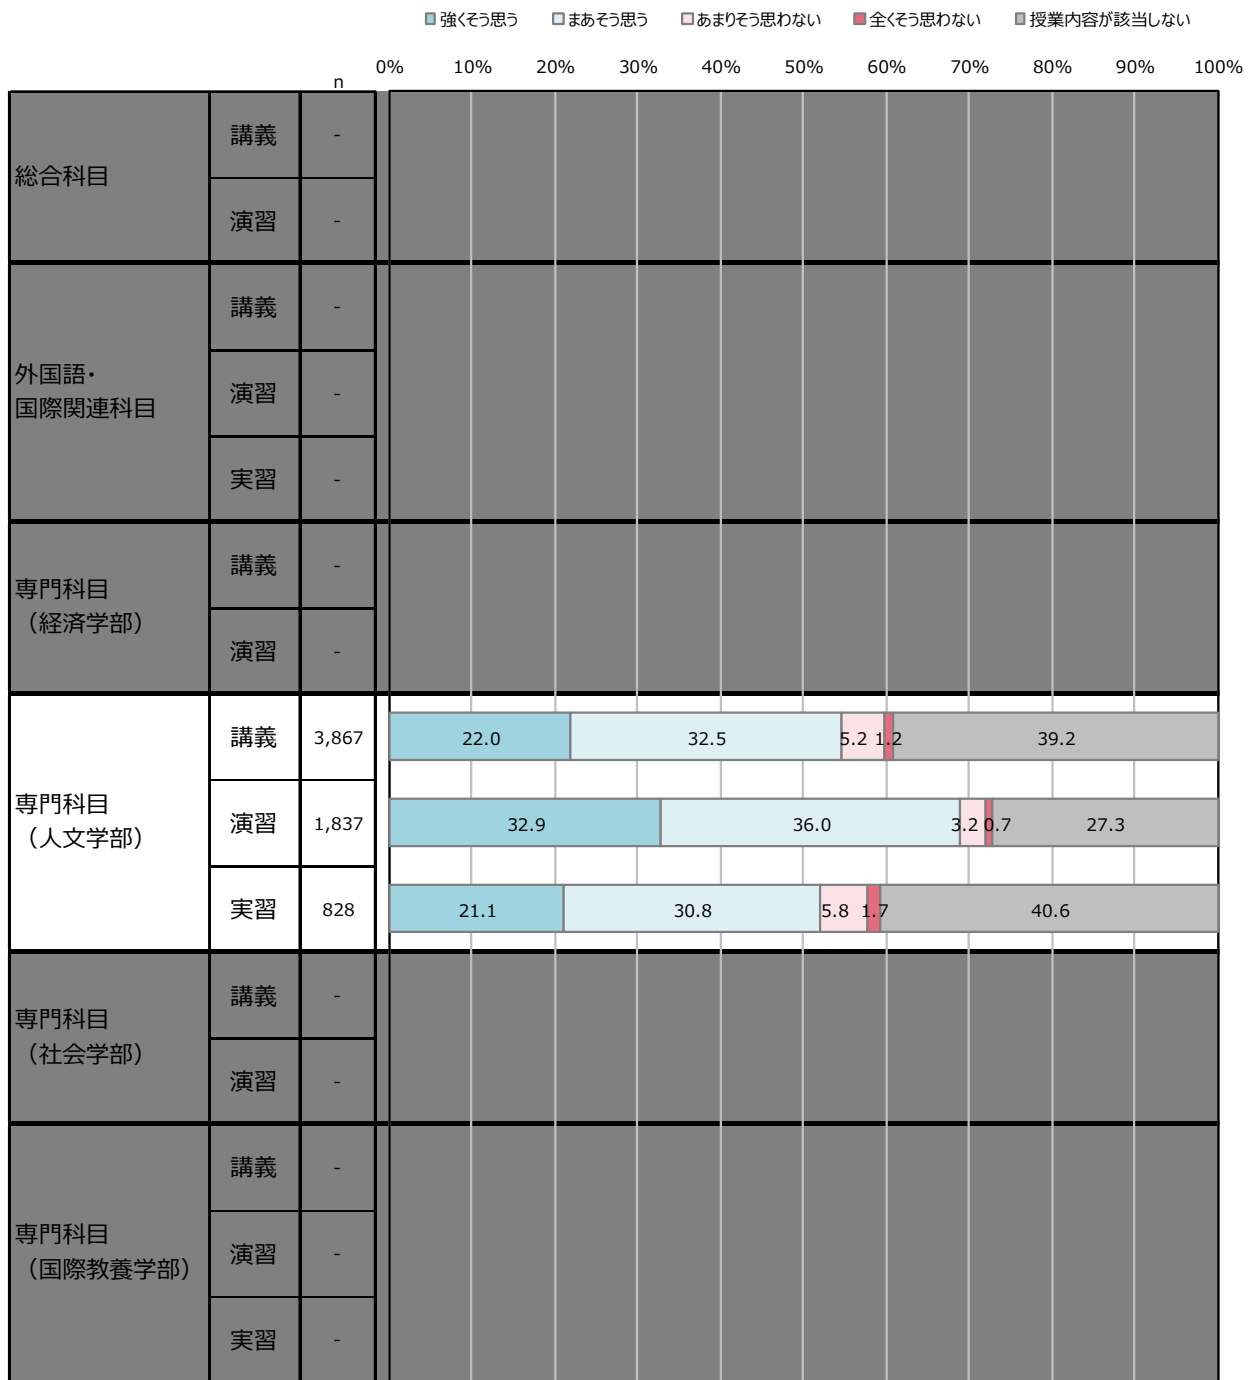 強くそう思う まあそう思う あまりそう思わない 全くそう思わない 授業内容が該当しない
n 0% 10% 20% 30% 40% 50% 60% 70% 80% 90% 100%
総合科目
講義 -
演習 -
外国語・
国際関連科目
講義 -
演習 -
実習 -
専門科目
（経済学部）
講義 -
演習 -
専門科目
（人文学部）
講義 3,867 22.0 32.5 5.2 1.2 39.2
演習 1,837 32.9 36.0 3.2 0.7 27.3
実習 828 21.1 30.8 5.8 1.7 40.6
専門科目
（社会学部）
講義 -
演習 -
専門科目
（国際教養学部）
講義 -
演習 -
実習 -